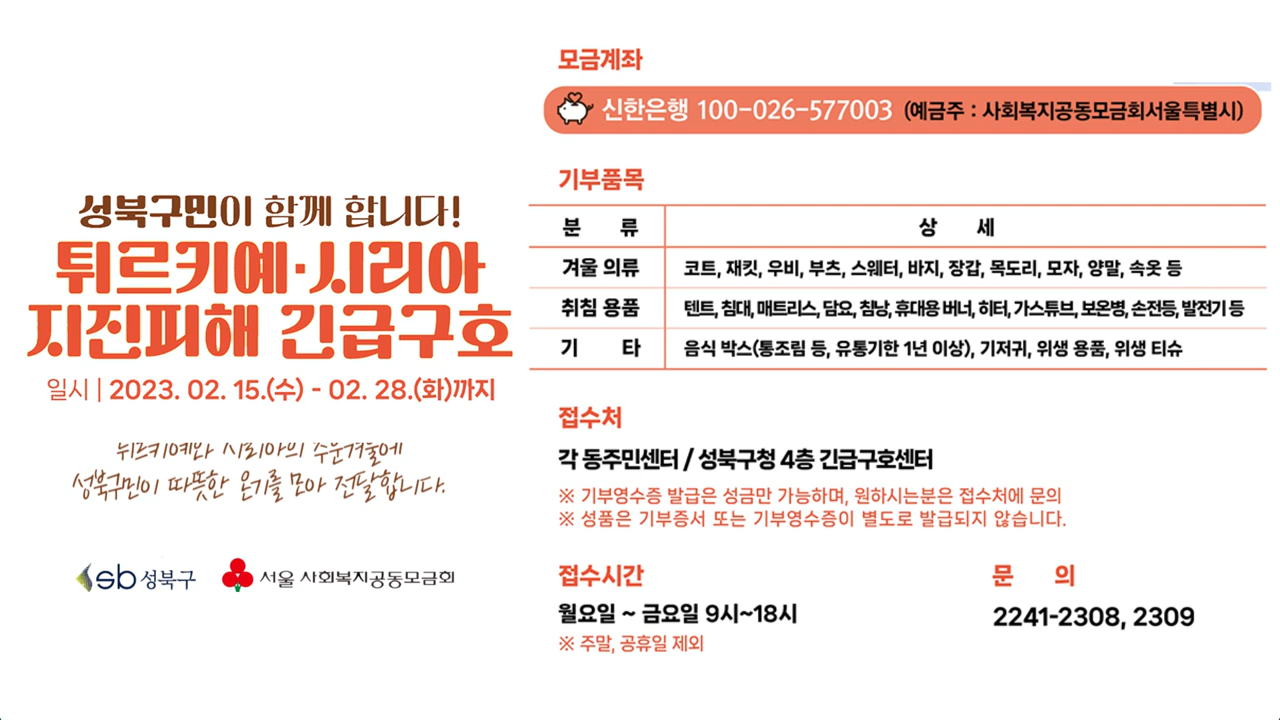 성북구민이 함께 합니다!
튀르키예·시리아
지진피해 긴급구호
일시 | 2023. 02. 15.(수) - 02. 28.(화)까지
튀르키예와 시리아의 추운겨울에
성북구민이 따뜻한 온기를 모아 전달합니다.
sb 성북구
서울 사회복지공동모금회
모금계좌
신한은행 100-026-577003 (예금주 : 사회복지공동모금회서울특별시)
기부품목
분 류 상 세
겨울 의류 코트, 재킷, 우비, 부츠, 스웨터, 바지, 장갑, 목도리, 모자, 양말, 속옷 등
취침 용품 텐트, 침대, 매트리스, 담요, 침낭, 휴대용 버너, 히터, 가스튜브, 보온병, 손전등, 발전기 등
기 타 음식 박스(통조림 등, 유통기한 1년 이상), 기저귀, 위생 용품, 위생 티슈
접수처
각 동주민센터 / 성북구청 4층 긴급구호센터
※ 기부영수증 발급은 성금만 가능하며, 원하시는분은 접수처에 문의
※ 성품은 기부증서 또는 기부영수증이 별도로 발급되지 않습니다.
접수시간
월요일 ~ 금요일 9시~18시
※ 주말, 공휴일 제외
문 의
2241-2308, 2309